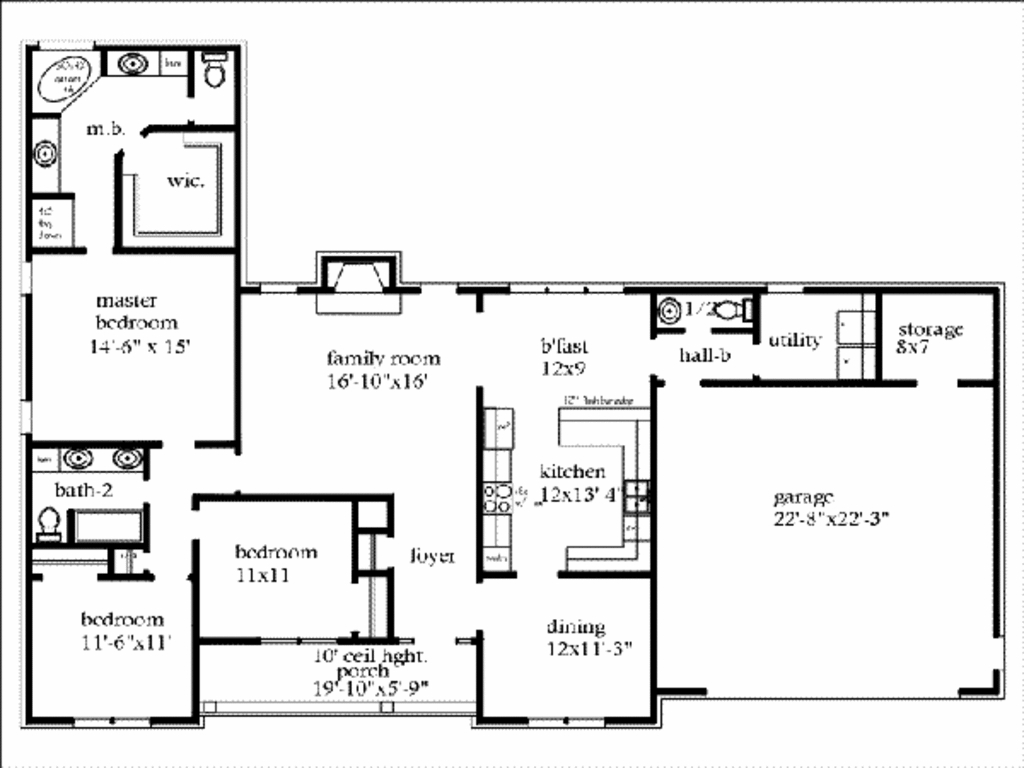 m.b.
wic.
master
bedroom
14'-6" x 15'
family room
16'-10"x16'
b'fast
12x9
1/2
hall-b
utility
storage
8x7
bath-2
kitchen
12x13' 4"
garage
22'-8"x22'-3"
bedroom
11x11
foyer
bedroom
11'-6"x11'
dining
12x11'-3"
10' ceil hght.
porch
19'-10"x5'-9"